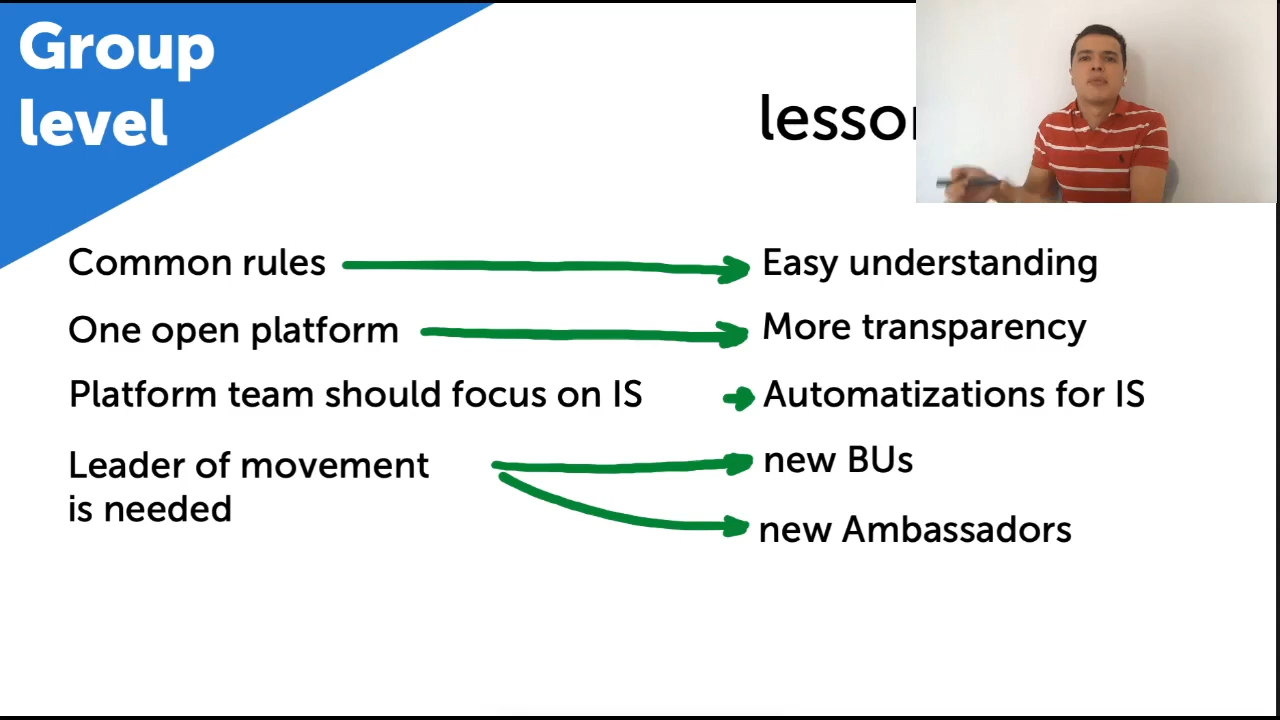 Group
level
Common rules
Easy understanding
One open platform
More transparency
Platform team should focus on IS
Automatizations for IS
Leader of movement
is needed
new BUs
new Ambassadors